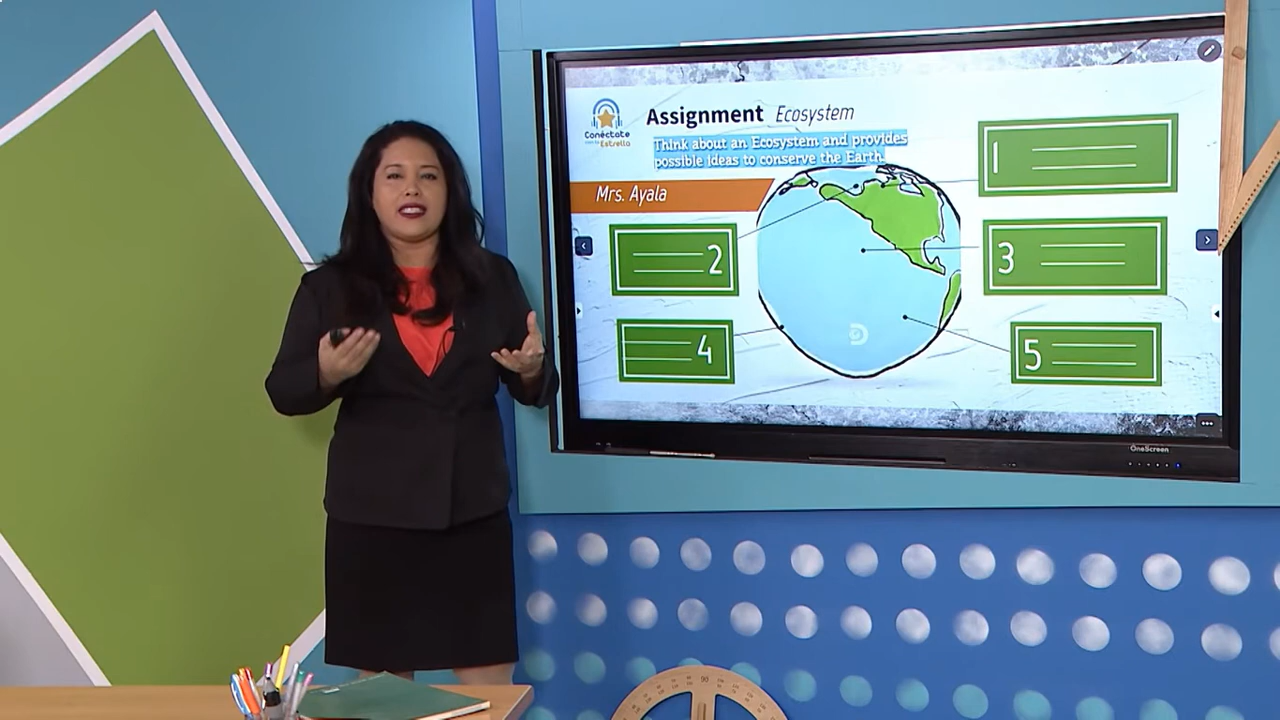 Assignment Ecosystem
Conéctate
Estrella
Think about an Ecosystem and provides
possible ideas to conserve the Earth.
Mrs. Ayala
1
2
3
4
5
OneScreen
90